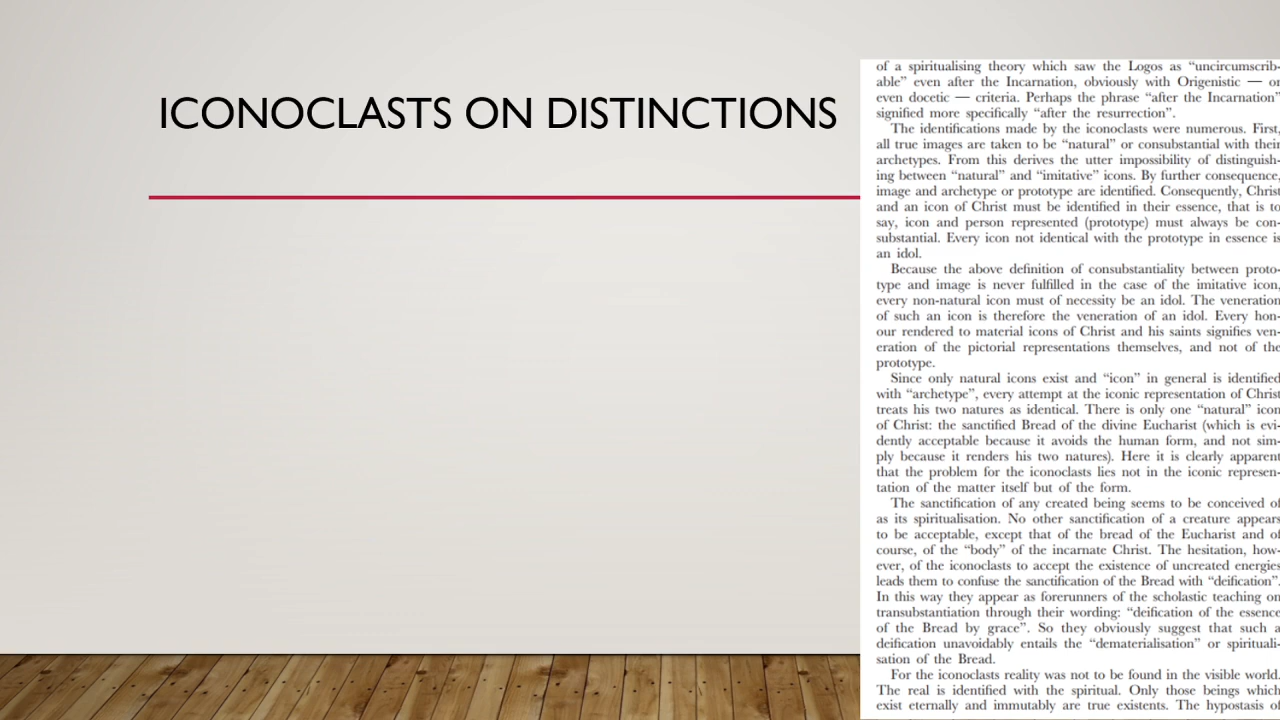 ICONOCLASTS ON DISTINCTIONS
of a spiritualising theory which saw the Logos as “uncircumscrib-
able” even after the Incarnation, obviously with Origenistic — or
even docetic — criteria. Perhaps the phrase “after the Incarnation”
signified more specifically “after the resurrection”.
The identifications made by the iconoclasts were numerous. First,
all true images are taken to be “natural” or consubstantial with their
archetypes. From this derives the utter impossibility of distinguish-
ing between “natural” and “imitative” icons. By further consequence,
image and archetype or prototype are identified. Consequently, Christ
and an icon of Christ must be identified in their essence, that is to
say, icon and person represented (prototype) must always be con-
substantial. Every icon not identical with the prototype in essence is
an idol.
Because the above definition of consubstantiality between proto-
type and image is never fulfilled in the case of the imitative icon,
every non-natural icon must of necessity be an idol. The veneration
of such an icon is therefore the veneration of an idol. Every hon-
our rendered to material icons of Christ and his saints signifies ven-
eration of the pictorial representations themselves, and not of the
prototype.
Since only natural icons exist and “icon” in general is identified
with “archetype”, every attempt at the iconic representation of Christ
treats his two natures as identical. There is only one “natural” icon
of Christ: the sanctified Bread of the divine Eucharist (which is evi-
dently acceptable because it avoids the human form, and not sim-
ply because it renders his two natures). Here it is clearly apparent
that the problem for the iconoclasts lies not in the iconic represen-
tation of the matter itself but of the form.
The sanctification of any created being seems to be conceived of
as its spiritualisation. No other sanctification of a creature appears
to be acceptable, except that of the bread of the Eucharist and of
course, of the “body” of the incarnate Christ. The hesitation, how-
ever, of the iconoclasts to accept the existence of uncreated energies
leads them to confuse the sanctification of the Bread with “deification”.
In this way they appear as forerunners of the scholastic teaching on
transubstantiation through their wording: “deification of the essence
of the Bread by grace”. So they obviously suggest that such a
deification unavoidably entails the “dematerialisation” or spirituali-
sation of the Bread.
For the iconoclasts reality was not to be found in the visible world.
The real is identified with the spiritual. Only those beings which
exist eternally and immutably are true existents. The hypostasis of